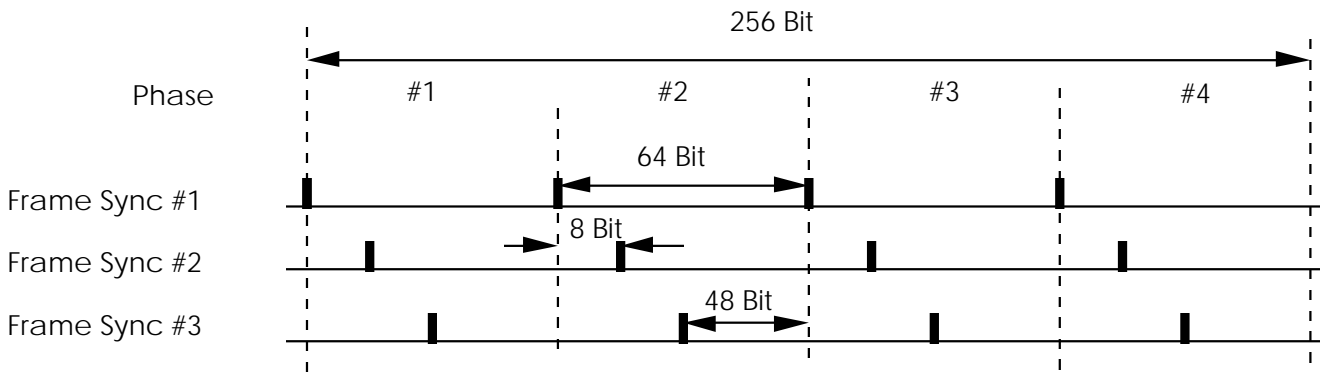 256 Bit
Phase #1 #2 #3 #4
64 Bit
Frame Sync #1
8 Bit
Frame Sync #2
48 Bit
Frame Sync #3